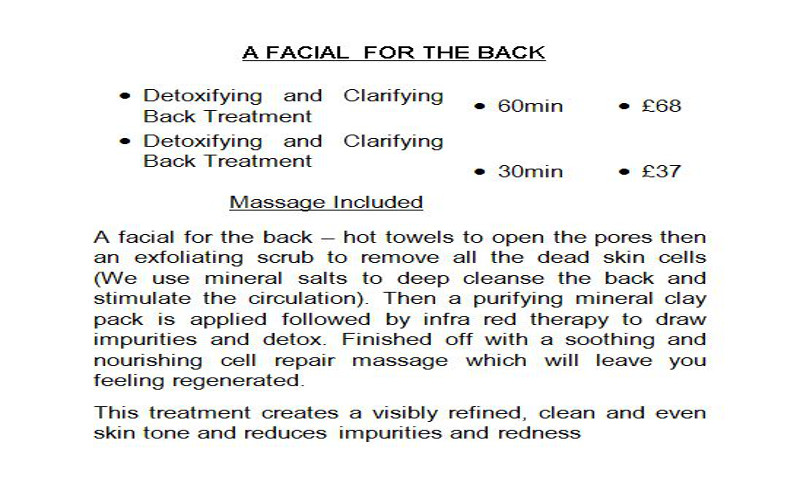 A FACIAL FOR THE BACK
• Detoxifying and Clarifying
Back Treatment
• 60min
• £68
• Detoxifying and Clarifying
Back Treatment
• 30min
• £37
Massage Included
A facial for the back – hot towels to open the pores then
an exfoliating scrub to remove all the dead skin cells
(We use mineral salts to deep cleanse the back and
stimulate the circulation). Then a purifying mineral clay
pack is applied followed by infra red therapy to draw
impurities and detox. Finished off with a soothing and
nourishing cell repair massage which will leave you
feeling regenerated.
This treatment creates a visibly refined, clean and even
skin tone and reduces impurities and redness